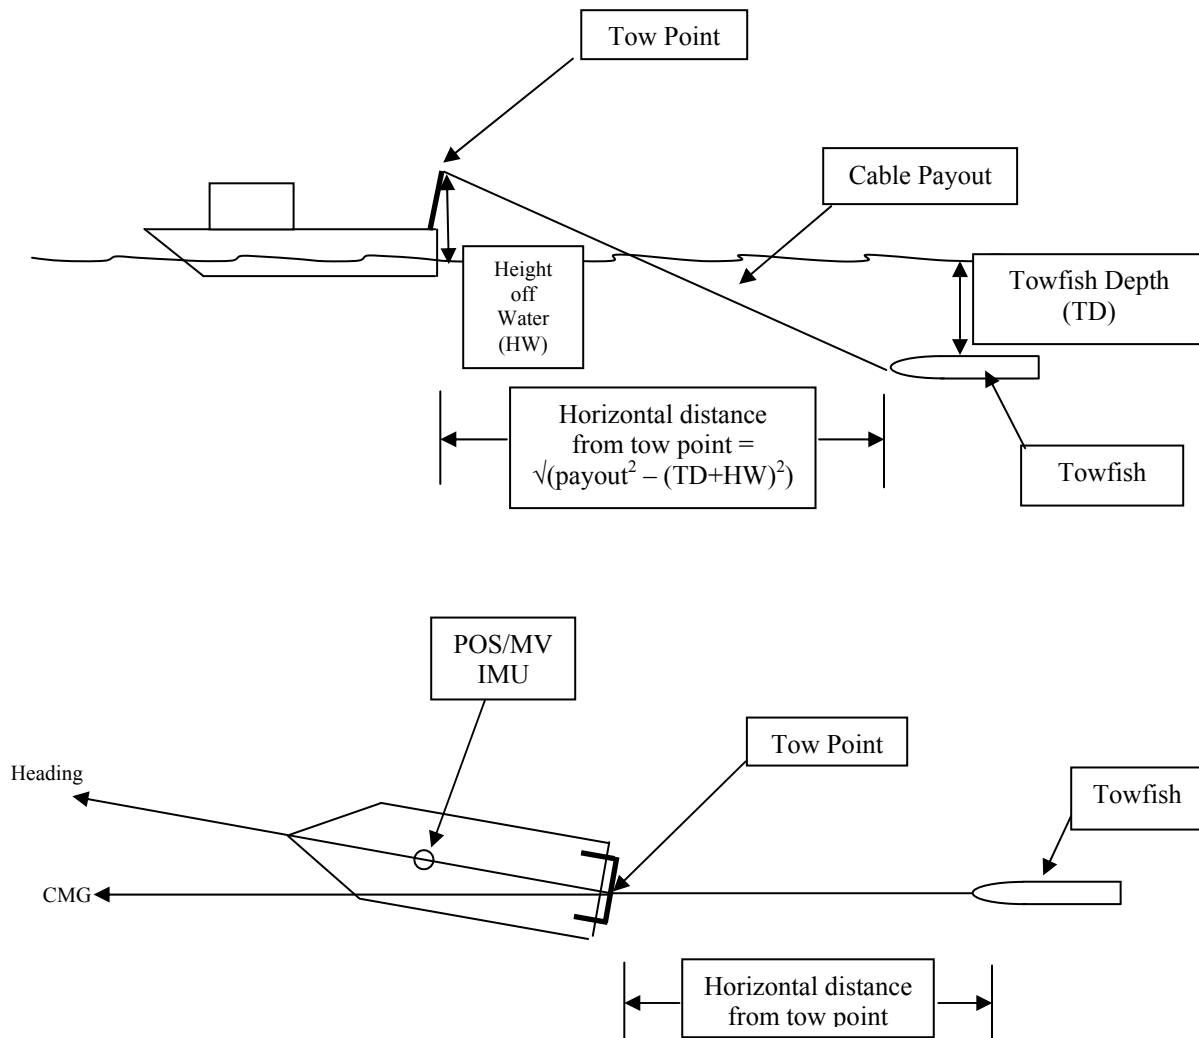 Tow Point
Cable Payout
Height
off
Water
(HW)
Towfish Depth
(TD)
Horizontal distance
from tow point =
√(payout² – (TD+HW)²)
Towfish
POS/MV
IMU
Tow Point
Heading
Towfish
CMG
Horizontal distance
from tow point